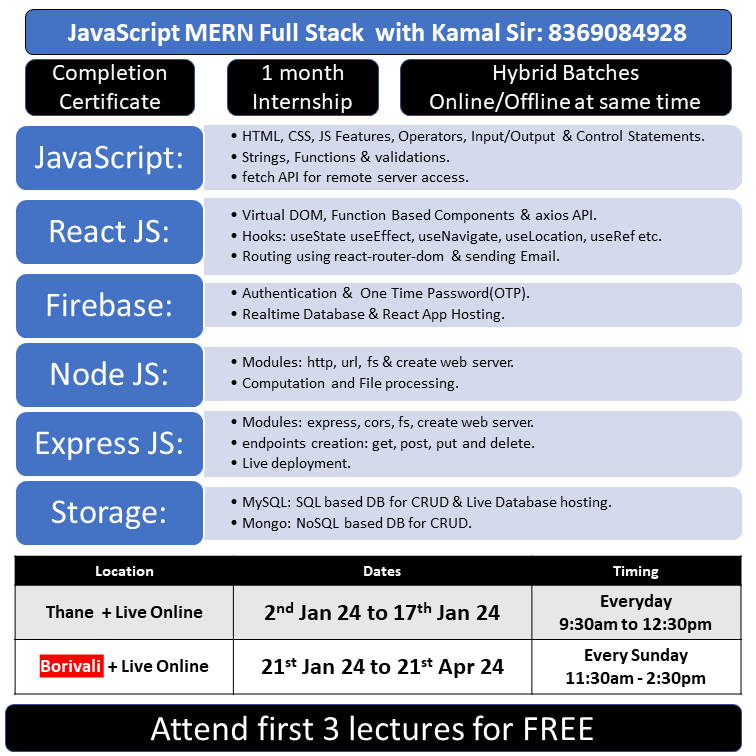 JavaScript MERN Full Stack with Kamal Sir: 8369084928
Completion
Certificate
1 month
Internship
Hybrid Batches
Online/Offline at same time
JavaScript:
• HTML, CSS, JS Features, Operators, Input/Output & Control Statements.
• Strings, Functions & validations.
• fetch API for remote server access.
React JS:
• Virtual DOM, Function Based Components & axios API.
• Hooks: useState useEffect, useNavigate, useLocation, useRef etc.
• Routing using react-router-dom & sending Email.
Firebase:
• Authentication & One Time Password(OTP).
• Realtime Database & React App Hosting.
Node JS:
• Modules: http, url, fs & create web server.
• Computation and File processing.
Express JS:
• Modules: express, cors, fs, create web server.
• endpoints creation: get, post, put and delete.
• Live deployment.
Storage:
• MySQL: SQL based DB for CRUD & Live Database hosting.
• Mongo: NoSQL based DB for CRUD.
Location Dates Timing
Thane + Live Online
2nd Jan 24 to 17th Jan 24
Everyday
9:30am to 12:30pm
Borivali + Live Online
21st Jan 24 to 21st Apr 24
Every Sunday
11:30am - 2:30pm
Attend first 3 lectures for FREE